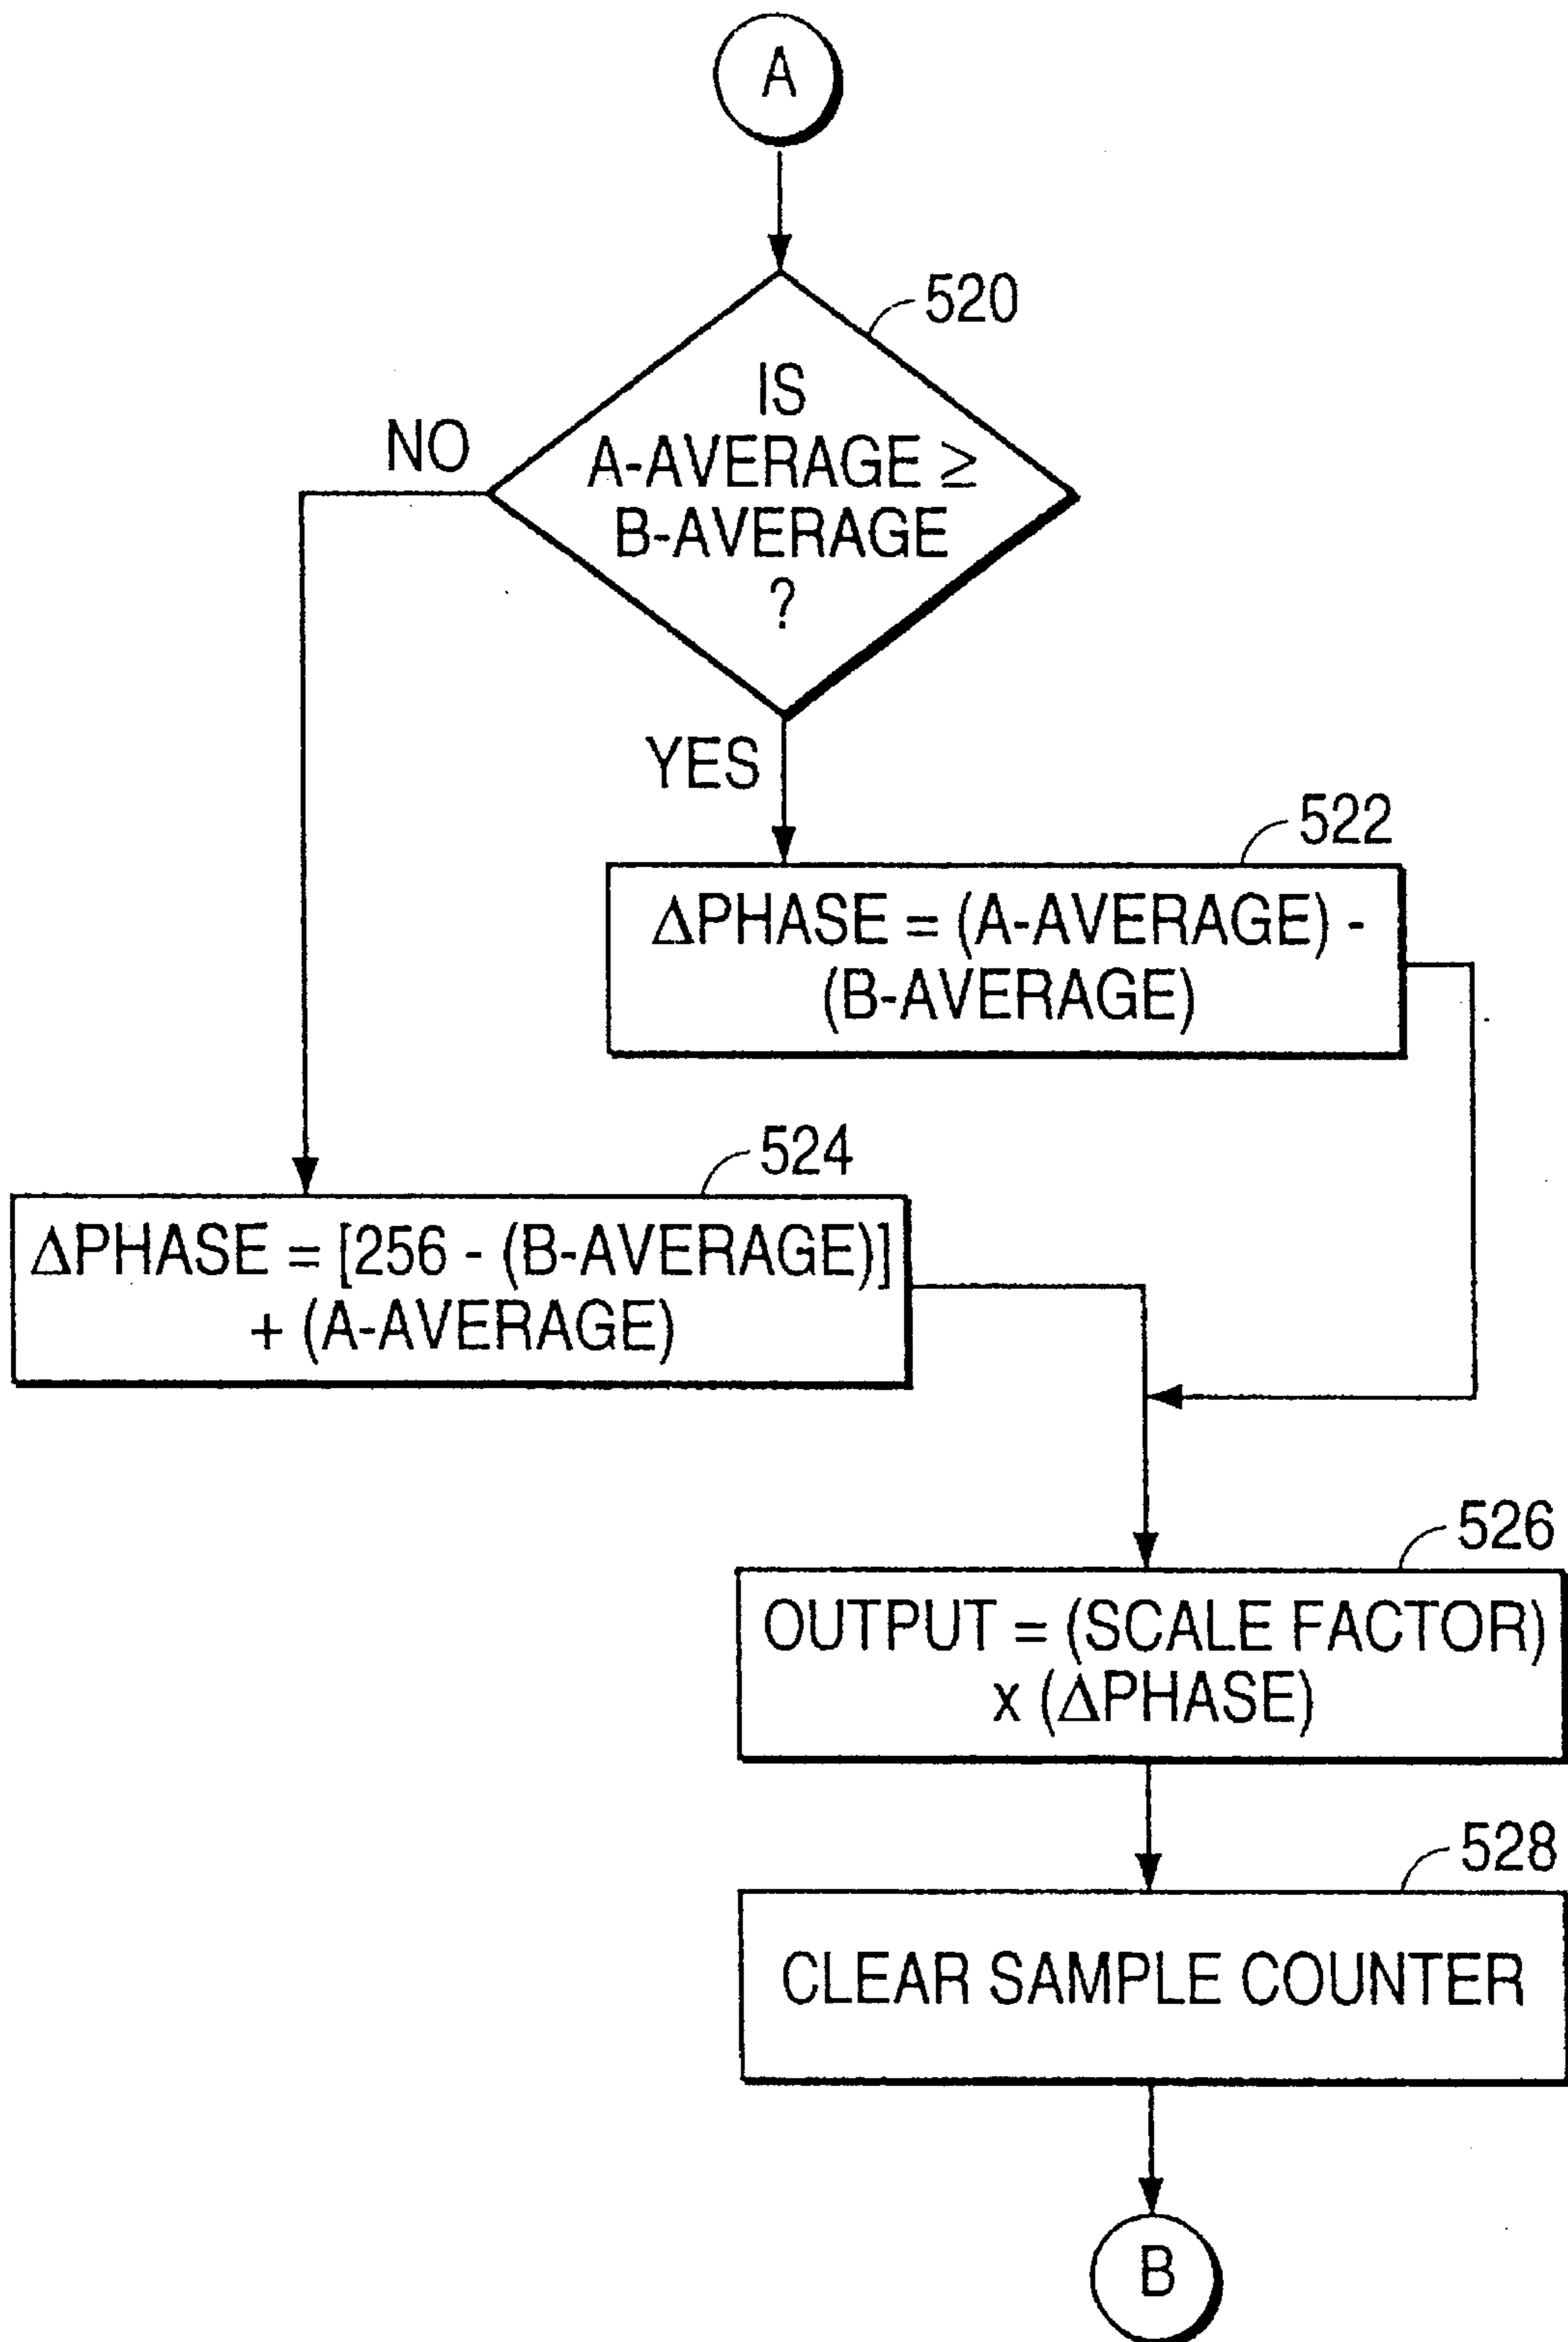 A
520
IS
A-AVERAGE ≥
B-AVERAGE
?
NO
YES
522
ΔPHASE = (A-AVERAGE) -
(B-AVERAGE)
524
ΔPHASE = [256 - (B-AVERAGE)]
+ (A-AVERAGE)
526
OUTPUT = (SCALE FACTOR)
x (ΔPHASE)
528
CLEAR SAMPLE COUNTER
B